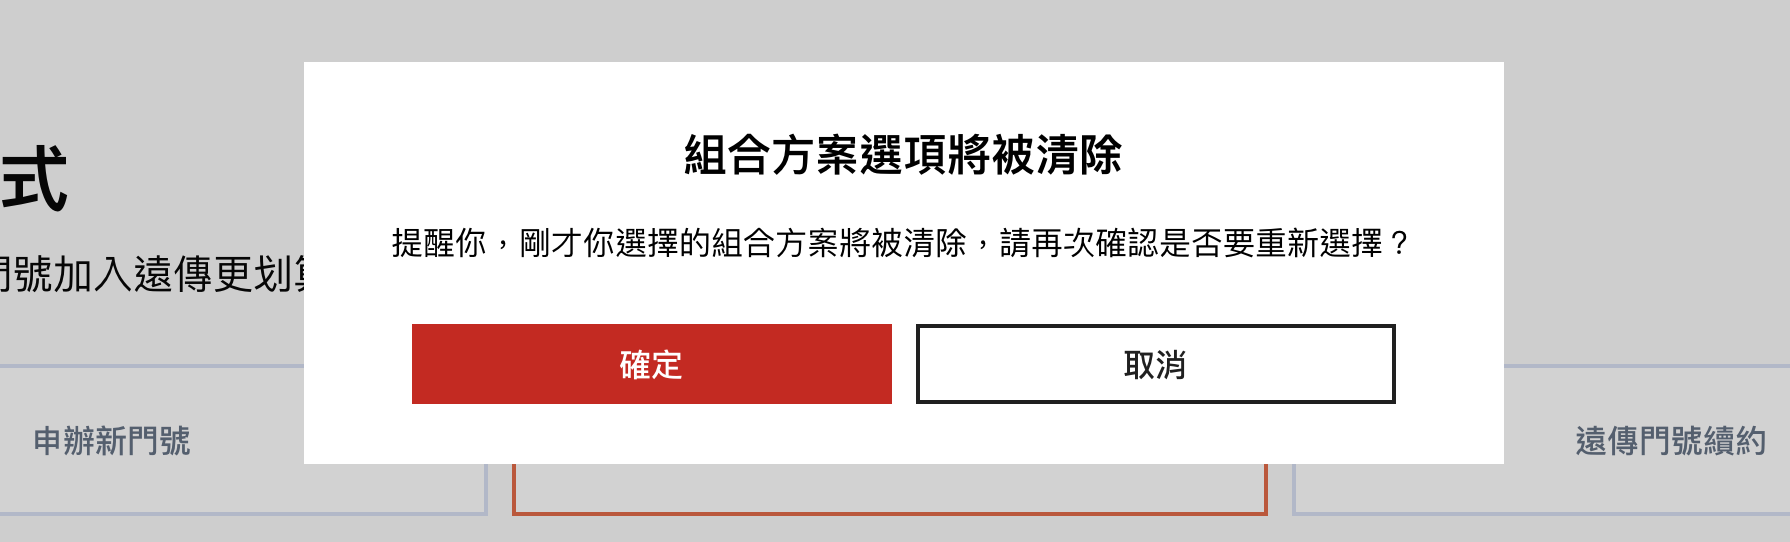 組合方案選項將被清除
提醒你，剛才你選擇的組合方案將被清除，請再次確認是否要重新選擇？
確定
取消
式
門號加入遠傳更划算
申辦新門號
遠傳門號續約